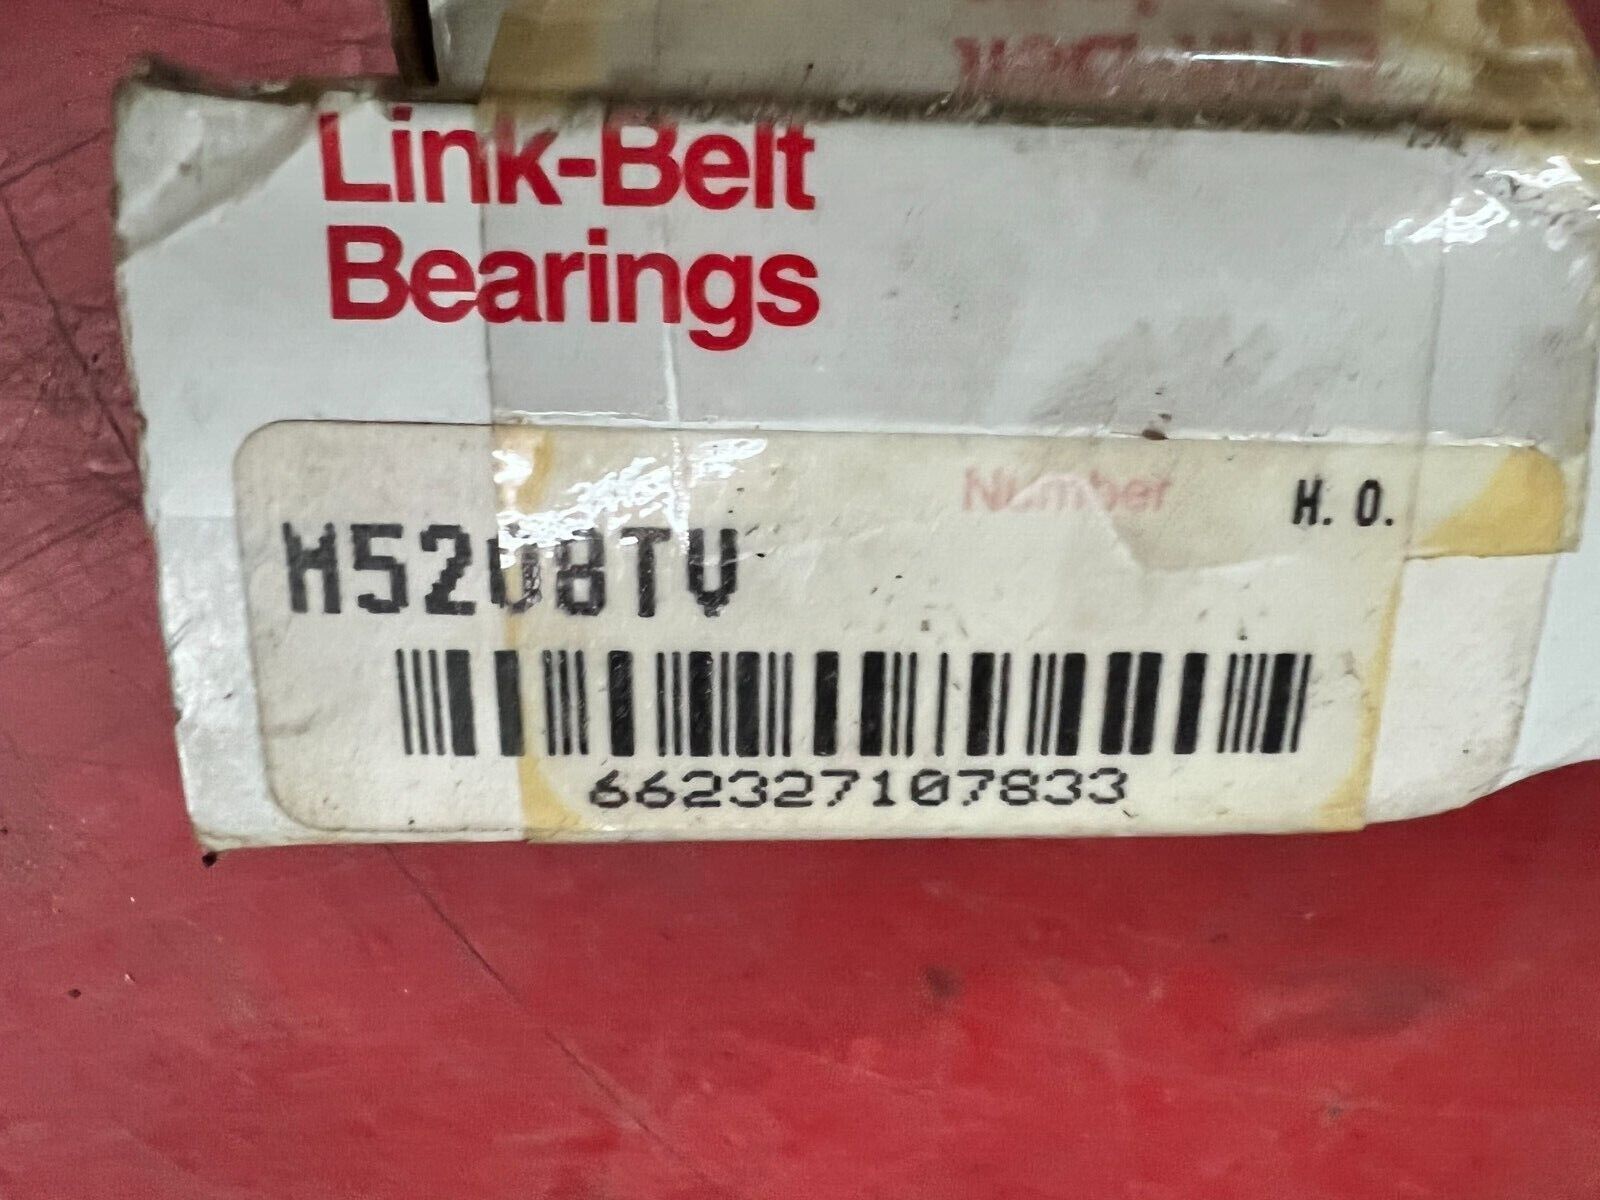 Link-Belt
Bearings
Number
H. O.
M5208TV
662327107833